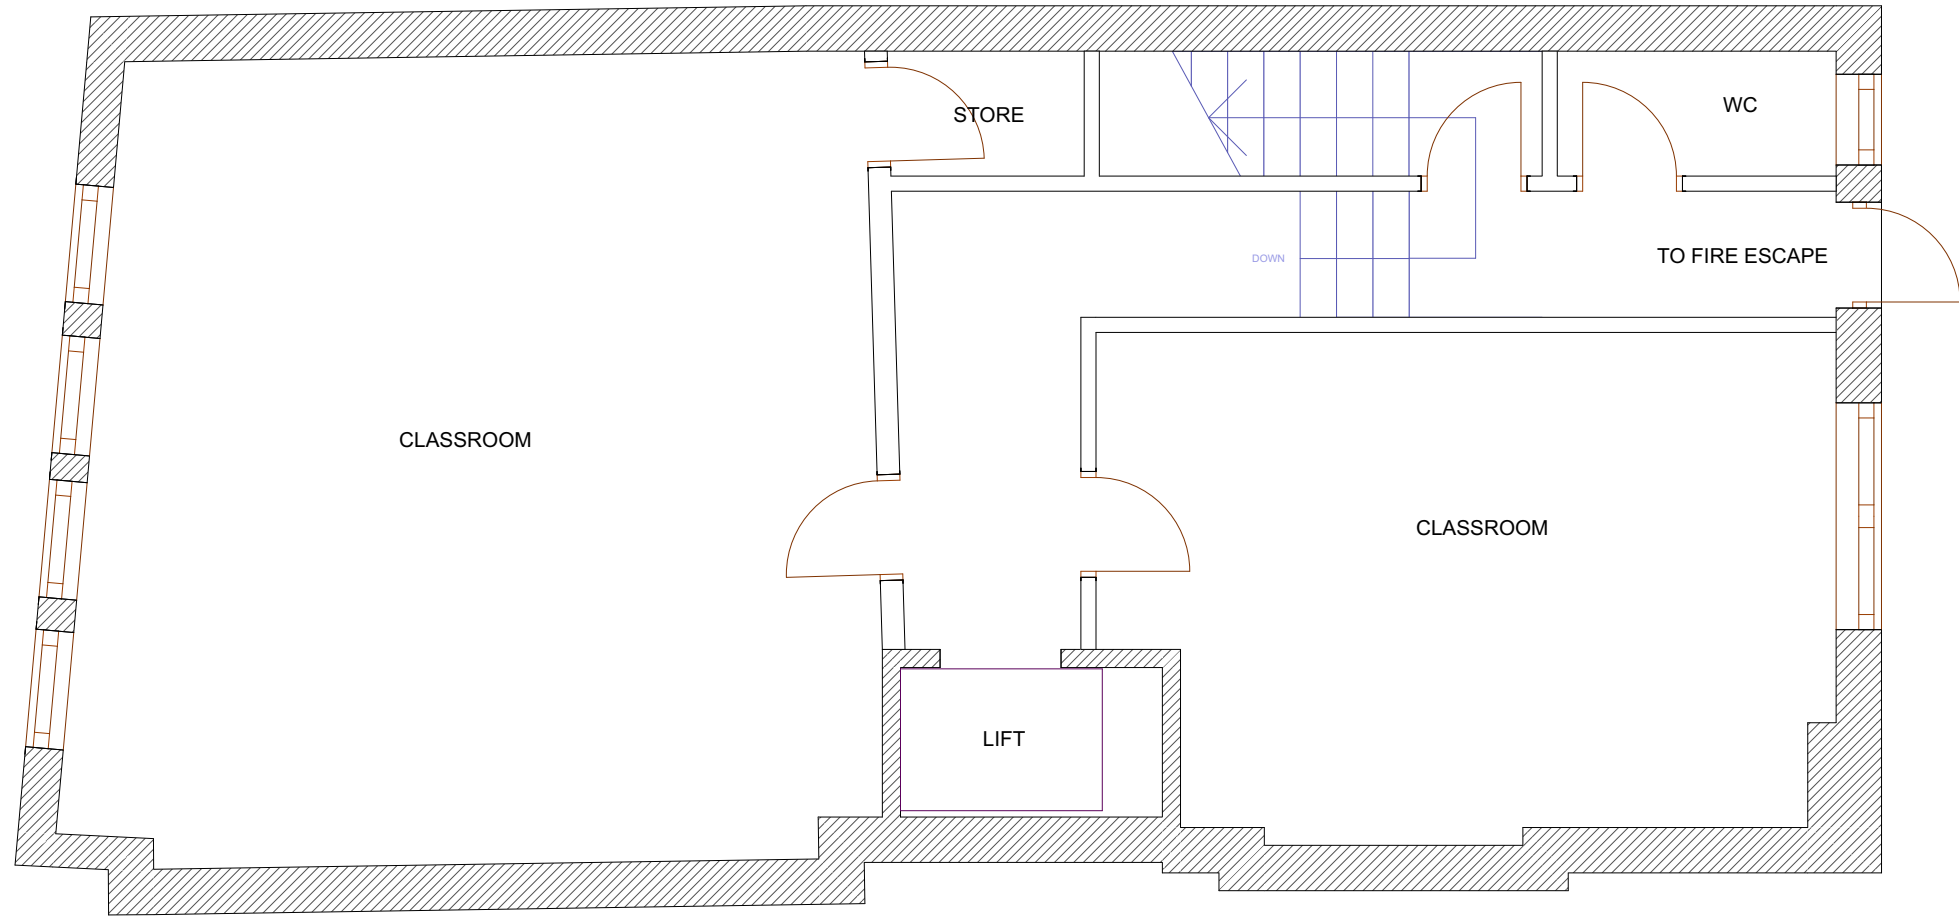 STORE
WC
DOWN
TO FIRE ESCAPE
CLASSROOM
CLASSROOM
LIFT